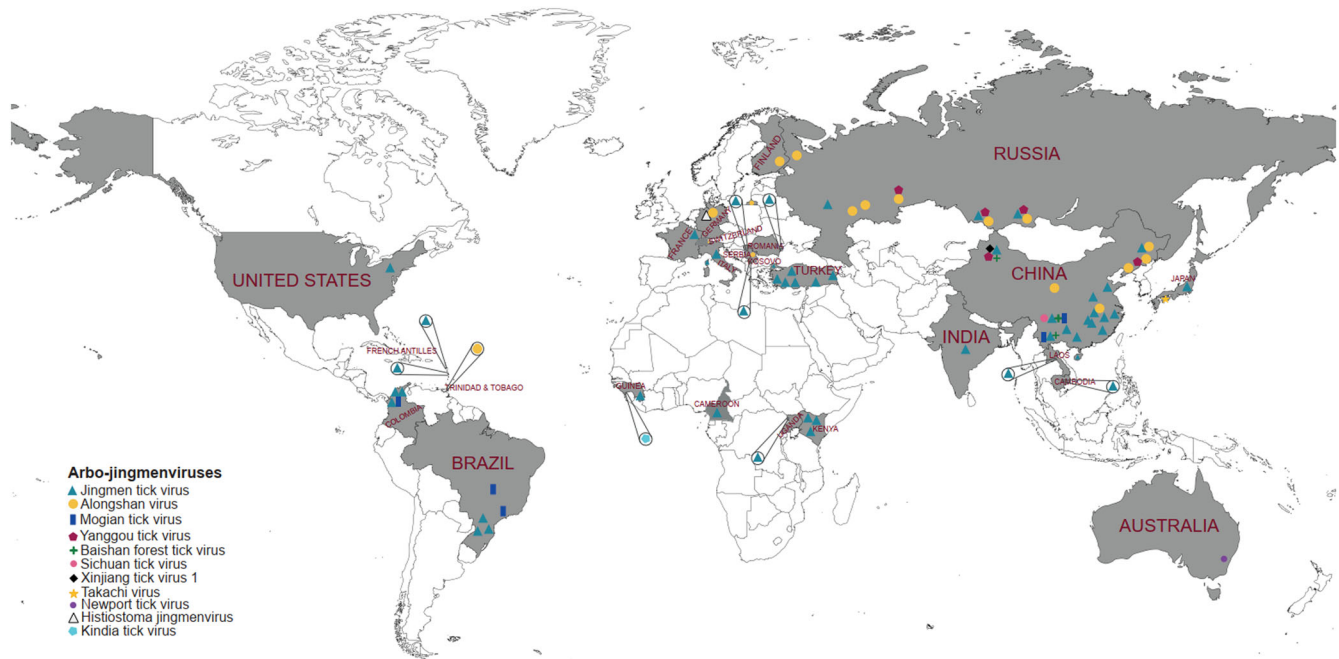 FINLAND
RUSSIA
GERMANY
FRANCE
SWITZERLAND
ROMANIA
SERBIA
KOSOVO
ITALY
TURKEY
UNITED STATES
CHINA
JAPAN
INDIA
FRENCH ANTILLES
LAOS
TRINIDAD & TOBAGO
GUINEA
CAMBODIA
CAMEROON
COLOMBIA
UGANDA
KENYA
BRAZIL
AUSTRALIA
Arbo-jingmenviruses
Jingmen tick virus
Alongshan virus
Mogian tick virus
Yanggou tick virus
Baishan forest tick virus
Sichuan tick virus
Xinjiang tick virus 1
Takachi virus
Newport tick virus
Histiostoma jingmenvirus
Kindia tick virus